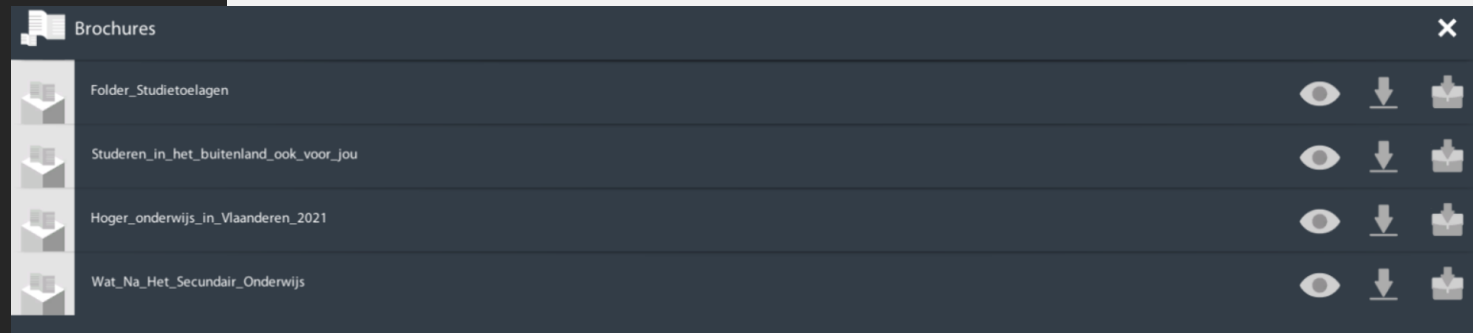 Brochures
Folder_Studietoelagen
Studeren_in_het_buitenland_ook_voor_jou
Hoger_onderwijs_in_Vlaanderen_2021
Wat_Na_Het_Secundair_Onderwijs